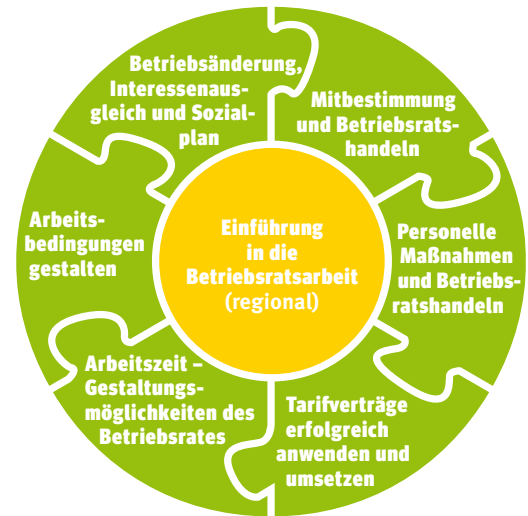 Betriebsänderung,
Interessenaus-
gleich und Sozial-
plan
Mitbestimmung
und Betriebsrats-
handeln
Arbeits-
bedingungen
gestalten
Einführung
in die
Betriebsratsarbeit
(regional)
Personelle
Maßnahmen
und Betriebs-
ratshandeln
Arbeitszeit –
Gestaltungs-
möglichkeiten des
Betriebsrates
Tarifverträge
erfolgreich
anwenden und
umsetzen